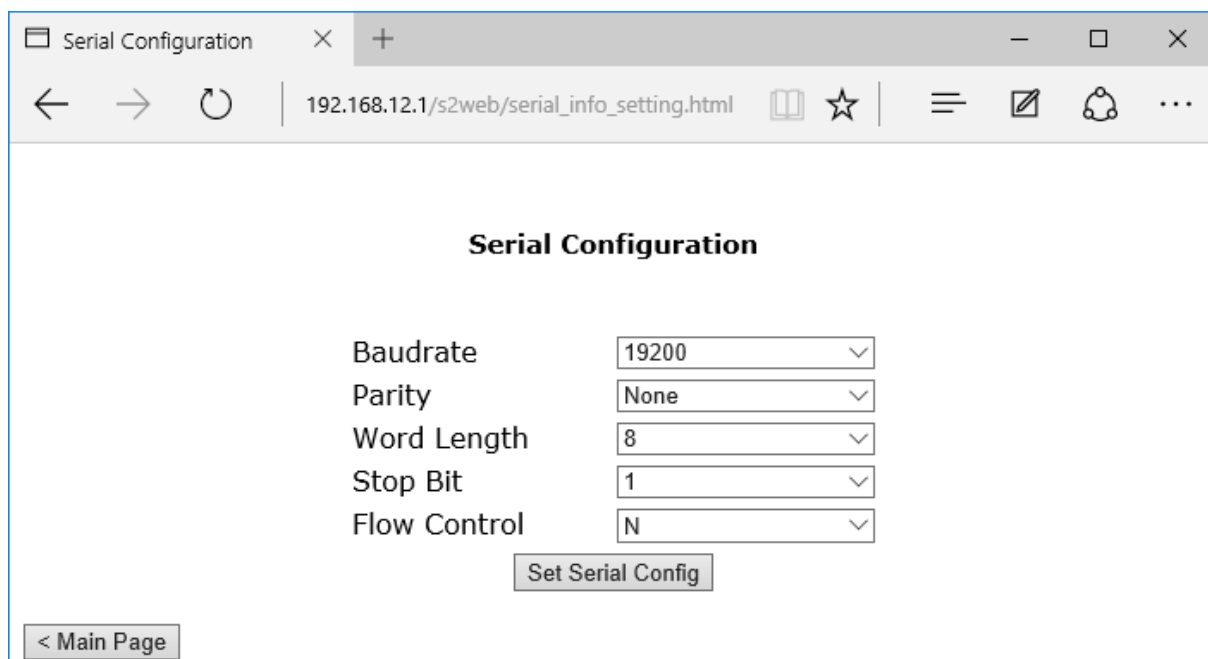 Serial Configuration
192.168.12.1/s2web/serial_info_setting.html
Serial Configuration
Baudrate 19200
Parity None
Word Length 8
Stop Bit 1
Flow Control N
Set Serial Config
< Main Page